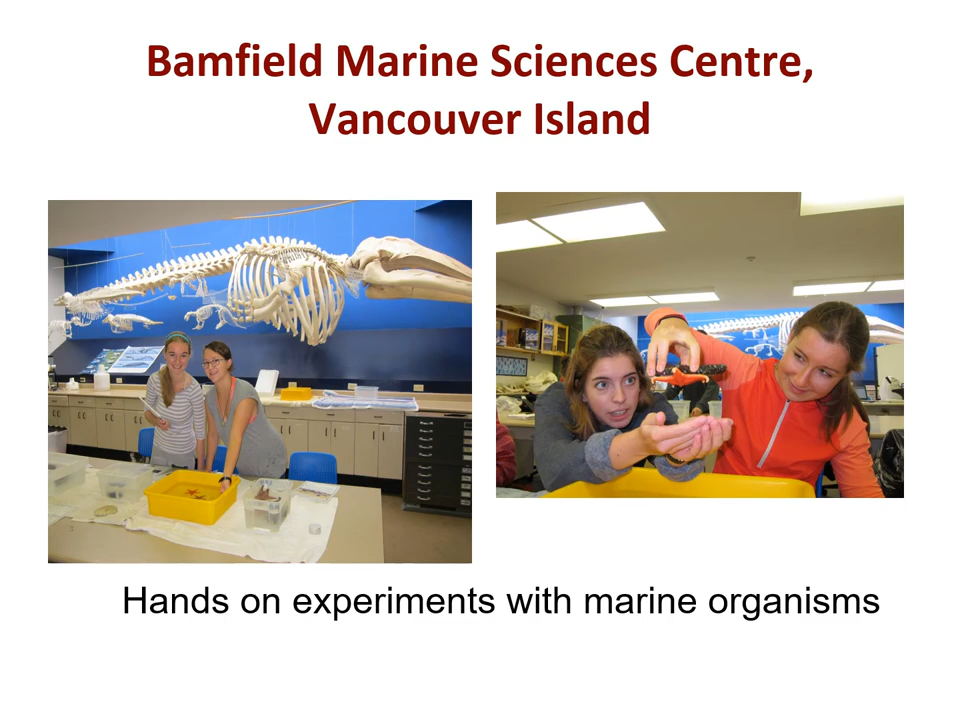 Bamfield Marine Sciences Centre,
Vancouver Island
Hands on experiments with marine organisms